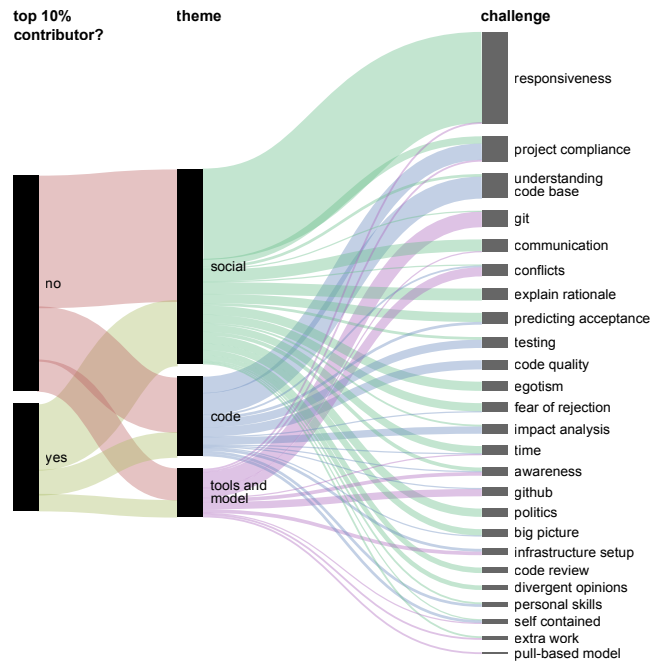 top 10%
contributor?
theme
challenge
no
yes
social
code
tools and
model
responsiveness
project compliance
understanding
code base
git
communication
conflicts
explain rationale
predicting acceptance
testing
code quality
egotism
fear of rejection
impact analysis
time
awareness
github
politics
big picture
infrastructure setup
code review
divergent opinions
personal skills
self contained
extra work
pull-based model